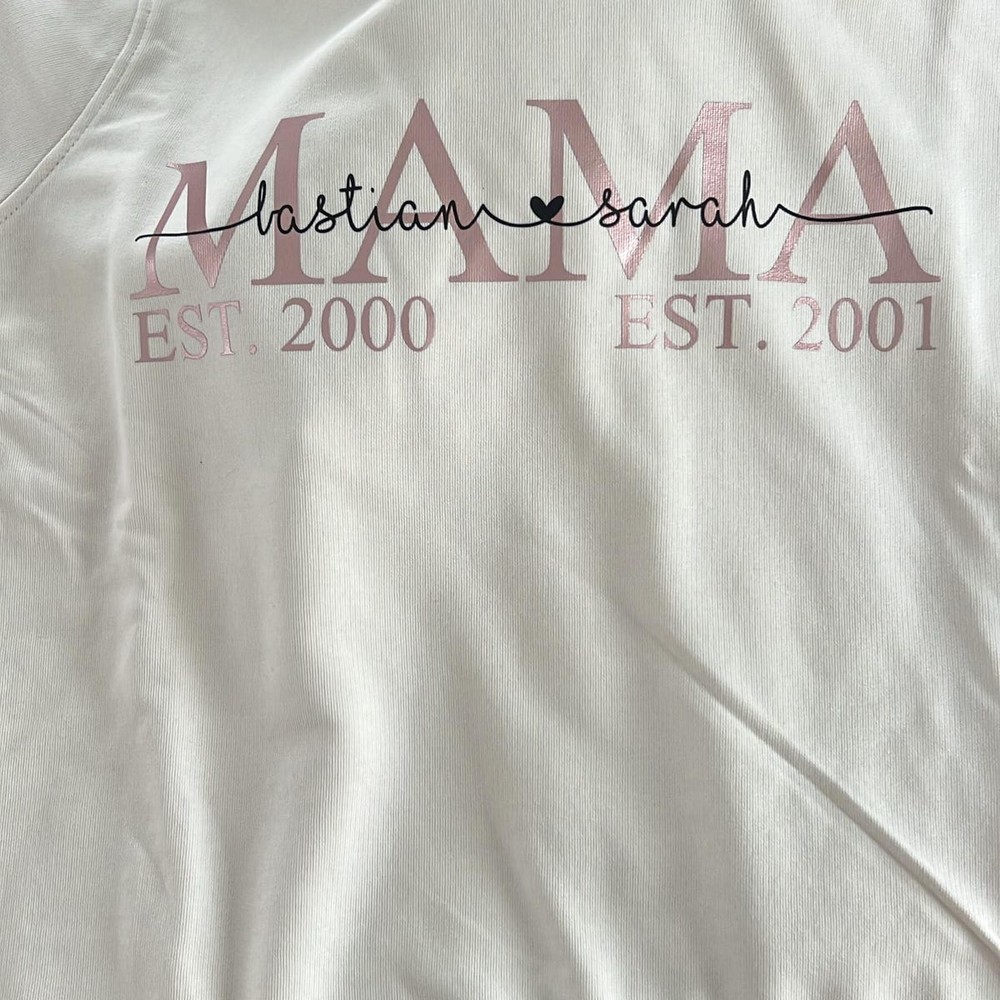 MAMA
bastian ♥ sarah
EST. 2000 EST. 2001